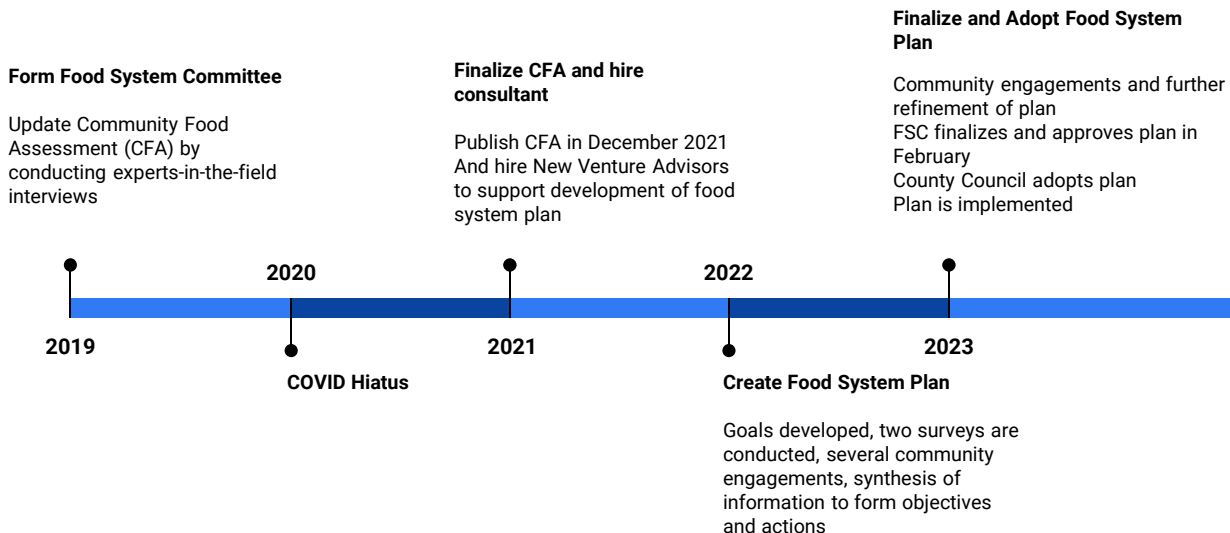 Form Food System Committee
Update Community Food
Assessment (CFA) by
conducting experts-in-the-field
interviews
Finalize CFA and hire
consultant
Publish CFA in December 2021
And hire New Venture Advisors
to support development of food
system plan
Finalize and Adopt Food System
Plan
Community engagements and further
refinement of plan
FSC finalizes and approves plan in
February
County Council adopts plan
Plan is implemented
2020
2022
2019
2021
2023
COVID Hiatus
Create Food System Plan
Goals developed, two surveys are
conducted, several community
engagements, synthesis of
information to form objectives
and actions